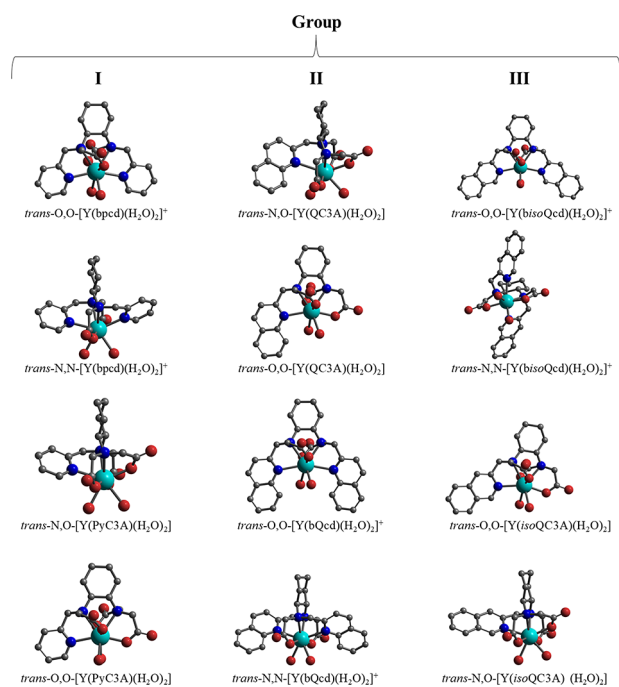 Group
I II III
trans-O,O-[Y(bpcd)(H₂O)₂]⁺ trans-N,O-[Y(QC3A)(H₂O)₂] trans-O,O-[Y(bisoQcd)(H₂O)₂]⁺
trans-N,N-[Y(bpcd)(H₂O)₂]⁺ trans-O,O-[Y(QC3A)(H₂O)₂] trans-N,N-[Y(bisoQcd)(H₂O)₂]⁺
trans-N,O-[Y(PyC3A)(H₂O)₂] trans-O,O-[Y(bQcd)(H₂O)₂]⁺ trans-O,O-[Y(isoQC3A)(H₂O)₂]
trans-O,O-[Y(PyC3A)(H₂O)₂] trans-N,N-[Y(bQcd)(H₂O)₂]⁺ trans-N,O-[Y(isoQC3A) (H₂O)₂]